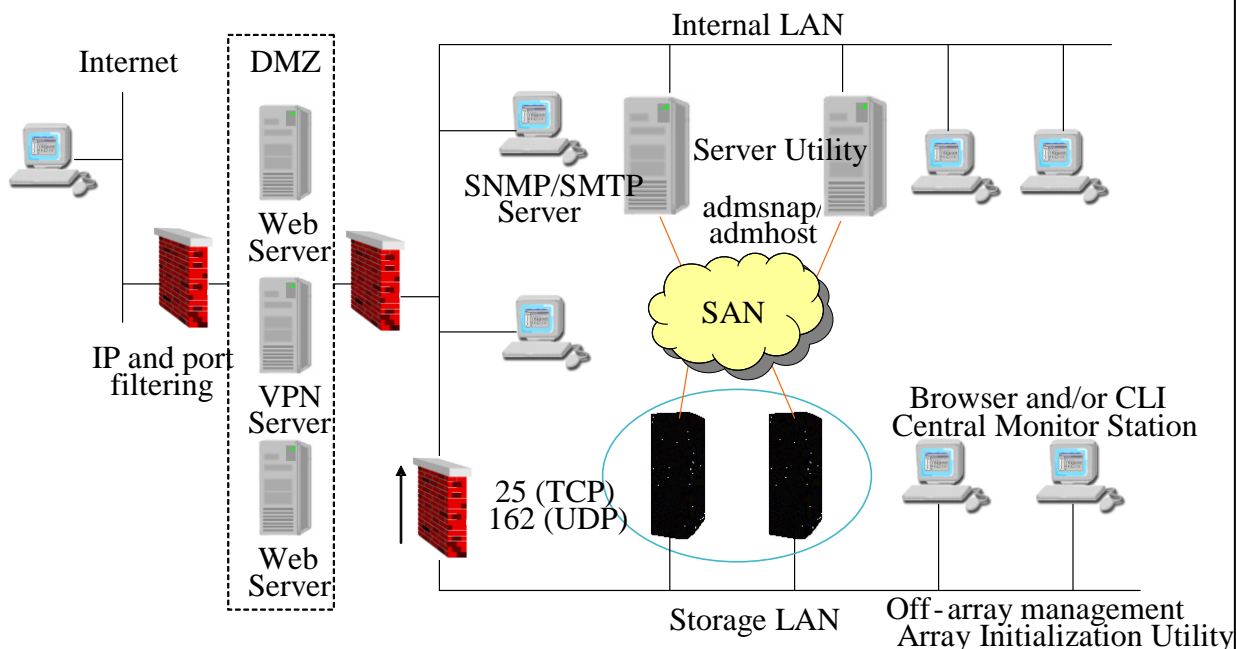 Internal LAN
Internet
DMZ
Server Utility
SNMP/SMTP
Server
admsnap/
admhost
Web
Server
SAN
IP and port
filtering
VPN
Server
Browser and/or CLI
Central Monitor Station
25 (TCP)
162 (UDP)
Web
Server
Storage LAN
Off-array management
Array Initialization Utility